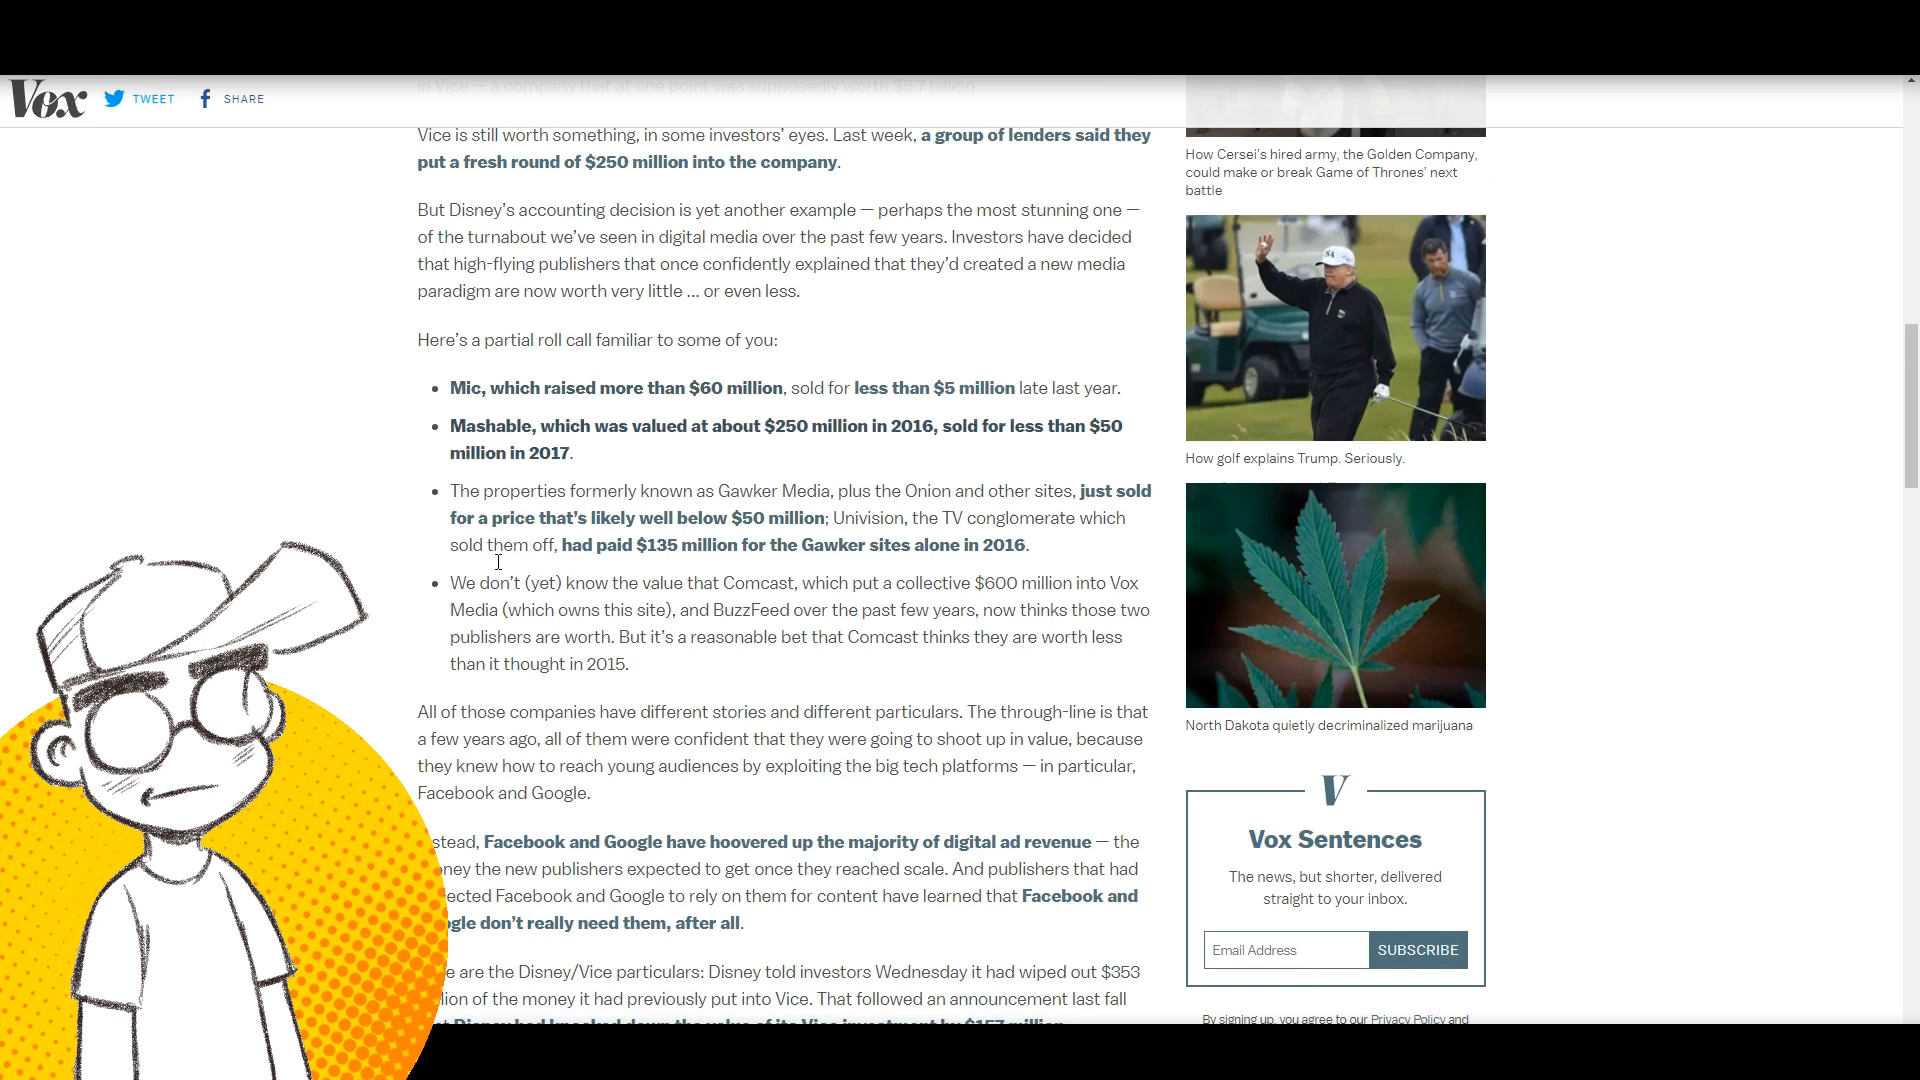 in Vice — a company that at one point was supposedly worth $5.7 billion.
Vox TWEET SHARE
Vice is still worth something, in some investors’ eyes. Last week, a group of lenders said they
put a fresh round of $250 million into the company.
But Disney’s accounting decision is yet another example — perhaps the most stunning one —
of the turnabout we’ve seen in digital media over the past few years. Investors have decided
that high-flying publishers that once confidently explained that they’d created a new media
paradigm are now worth very little ... or even less.
Here’s a partial roll call familiar to some of you:
• Mic, which raised more than $60 million, sold for less than $5 million late last year.
• Mashable, which was valued at about $250 million in 2016, sold for less than $50
million in 2017.
• The properties formerly known as Gawker Media, plus the Onion and other sites, just sold
for a price that’s likely well below $50 million; Univision, the TV conglomerate which
sold them off, had paid $135 million for the Gawker sites alone in 2016.
• We don’t (yet) know the value that Comcast, which put a collective $600 million into Vox
Media (which owns this site), and BuzzFeed over the past few years, now thinks those two
publishers are worth. But it’s a reasonable bet that Comcast thinks they are worth less
than it thought in 2015.
All of those companies have different stories and different particulars. The through-line is that
a few years ago, all of them were confident that they were going to shoot up in value, because
they knew how to reach young audiences by exploiting the big tech platforms — in particular,
Facebook and Google.
stead, Facebook and Google have hoovered up the majority of digital ad revenue — the
ney the new publishers expected to get once they reached scale. And publishers that had
ected Facebook and Google to rely on them for content have learned that Facebook and
gle don’t really need them, after all.
e are the Disney/Vice particulars: Disney told investors Wednesday it had wiped out $353
lion of the money it had previously put into Vice. That followed an announcement last fall
t Disney had knocked down the value of its Vice investment by $157 million
How Cersei’s hired army, the Golden Company,
could make or break Game of Thrones’ next
battle
How golf explains Trump. Seriously.
North Dakota quietly decriminalized marijuana
V
Vox Sentences
The news, but shorter, delivered
straight to your inbox.
Email Address SUBSCRIBE
By signing up, you agree to our Privacy Policy and